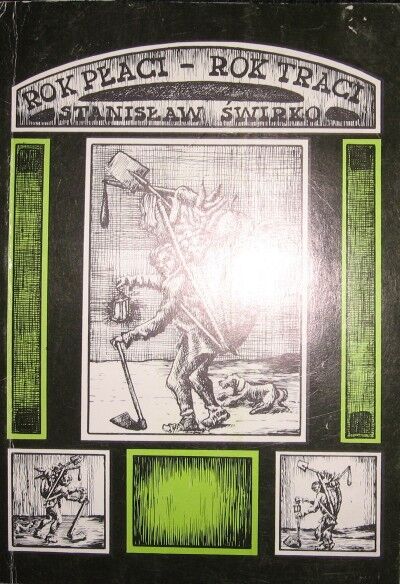 ROK PŁACI - ROK TRACI
STANISŁAW ŚWIRKO